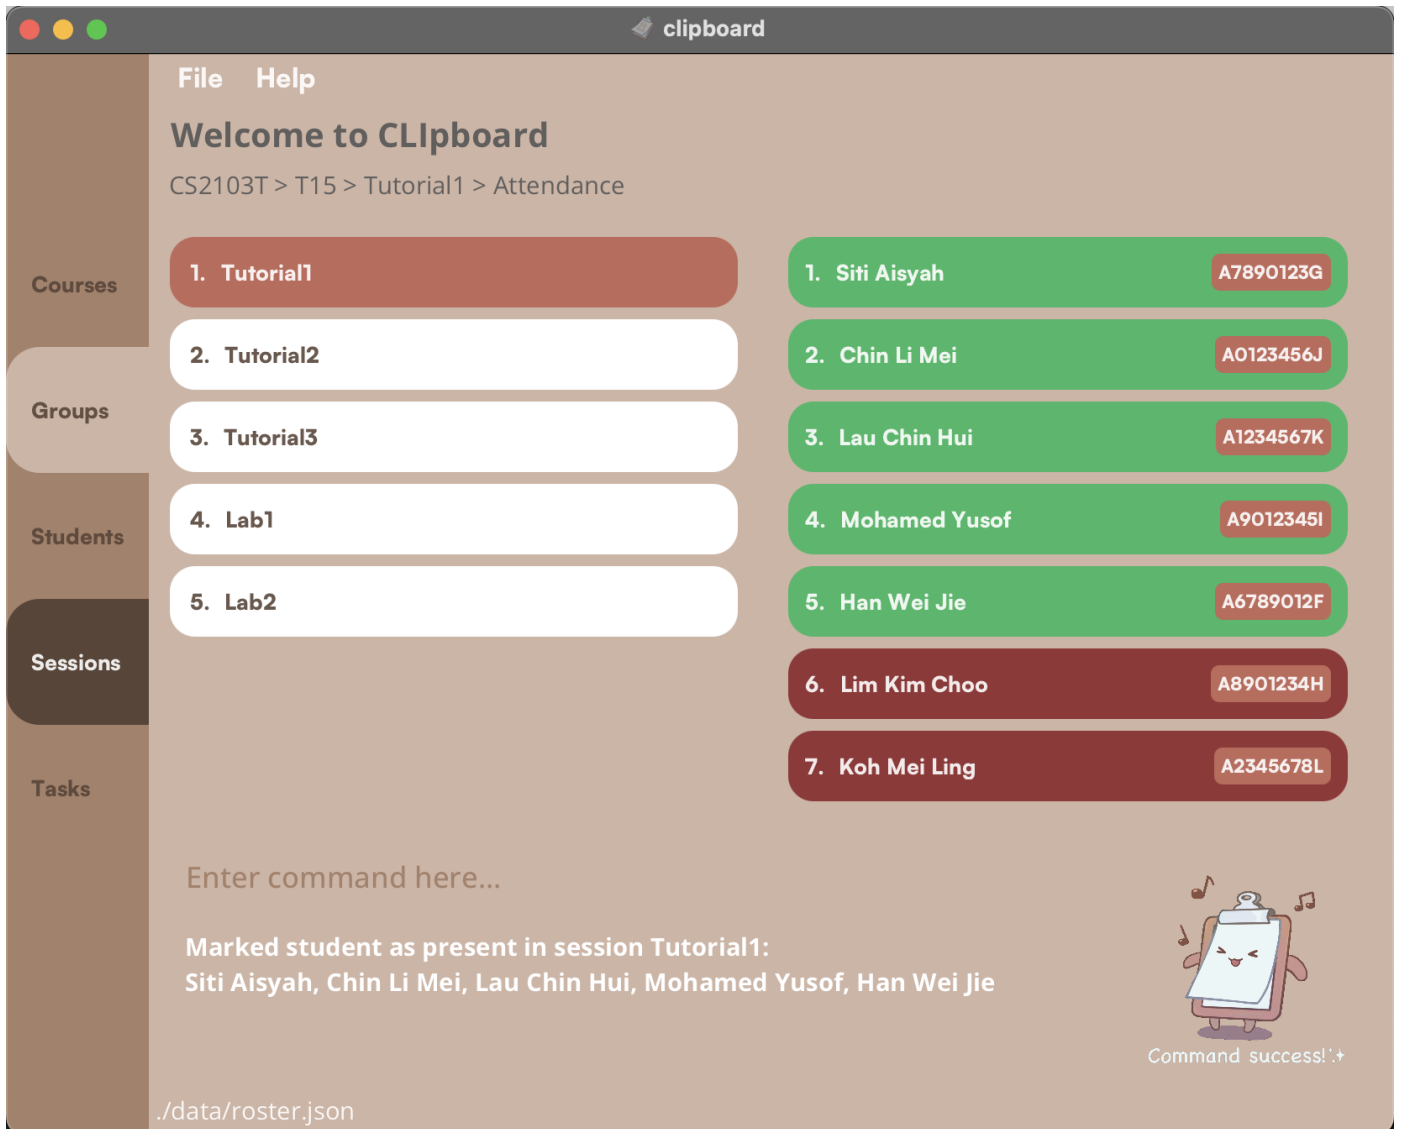 clipboard
File Help
Welcome to CLIpboard
CS2103T > T15 > Tutorial1 > Attendance
Courses
Groups
Students
Sessions
Tasks
1. Tutorial1
2. Tutorial2
3. Tutorial3
4. Lab1
5. Lab2
1. Siti Aisyah A7890123G
2. Chin Li Mei A0123456J
3. Lau Chin Hui A1234567K
4. Mohamed Yusof A9012345I
5. Han Wei Jie A6789012F
6. Lim Kim Choo A8901234H
7. Koh Mei Ling A2345678L
Enter command here...
Marked student as present in session Tutorial1:
Siti Aisyah, Chin Li Mei, Lau Chin Hui, Mohamed Yusof, Han Wei Jie
Command success!
./data/roster.json